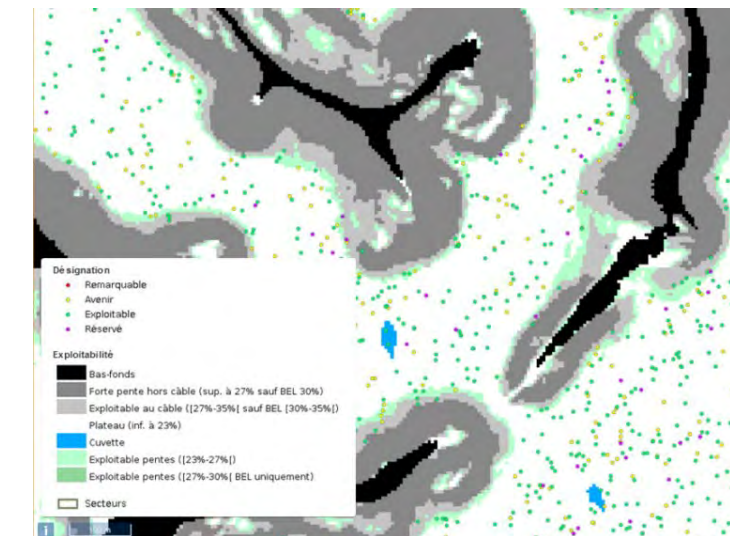 Désignation
Remarquable
Avenir
Exploitable
Réservé
Exploitabilité
Bas-fonds
Forte pente hors câble (sup. à 27% sauf BEL 30%)
Exploitable au câble ([27%-35%[ sauf BEL [30%-35%[)
Plateau (inf. à 23%)
Cuvette
Exploitable pentes ([23%-27%[)
Exploitable pentes ([27%-30%[ BEL uniquement)
Secteurs
i